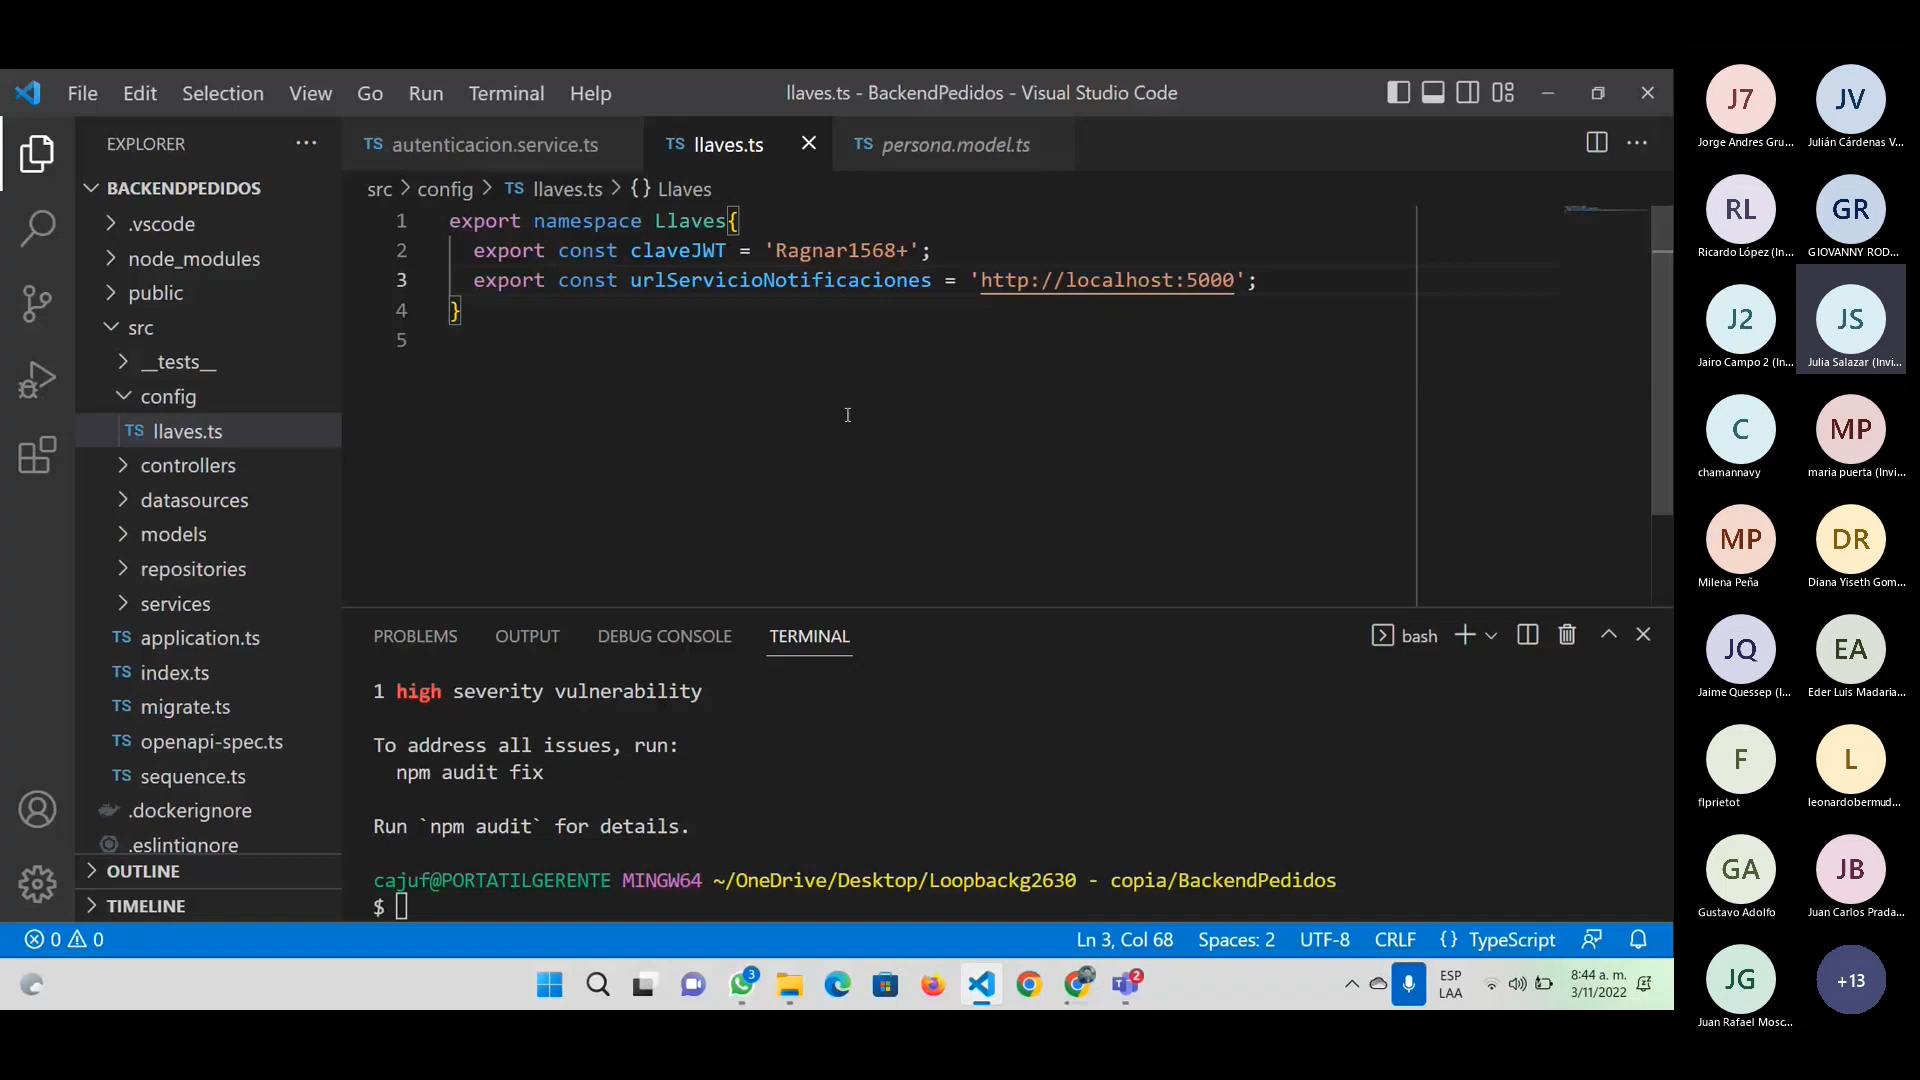 File Edit Selection View Go Run Terminal Help
llaves.ts - BackendPedidos - Visual Studio Code
EXPLORER
TS autenticacion.service.ts
TS llaves.ts
TS persona.model.ts
BACKENDPEDIDOS
.vscode
node_modules
public
src
__tests__
config
TS llaves.ts
controllers
datasources
models
repositories
services
TS application.ts
TS index.ts
TS migrate.ts
TS openapi-spec.ts
TS sequence.ts
.dockerignore
.eslintignore
OUTLINE
TIMELINE
src > config > TS llaves.ts > {} Llaves
1 export namespace Llaves{
2 export const claveJWT = 'Ragnar1568+';
3 export const urlServicioNotificaciones = 'http://localhost:5000';
4 }
5
PROBLEMS OUTPUT DEBUG CONSOLE TERMINAL
bash
1 high severity vulnerability
To address all issues, run:
npm audit fix
Run `npm audit` for details.
cajuf@PORTATILGERENTE MINGW64 ~/OneDrive/Desktop/Loopbackg2630 - copia/BackendPedidos
$
0 0
Ln 3, Col 68 Spaces: 2 UTF-8 CRLF {} TypeScript
3
2
ESP
LAA
8:44 a. m.
3/11/2022
J7 JV
Jorge Andres Gru... Julián Cárdenas V...
RL GR
Ricardo López (In... GIOVANNY ROD...
J2 JS
Jairo Campo 2 (In... Julia Salazar (Invi...
C MP
chamannavy maria puerta (Invi...
MP DR
Milena Peña Diana Yiseth Gom...
JQ EA
Jaime Quessep (I... Eder Luis Madaria...
F L
flprietot leonardobermud...
GA JB
Gustavo Adolfo Juan Carlos Prada...
JG +13
Juan Rafael Mosc...